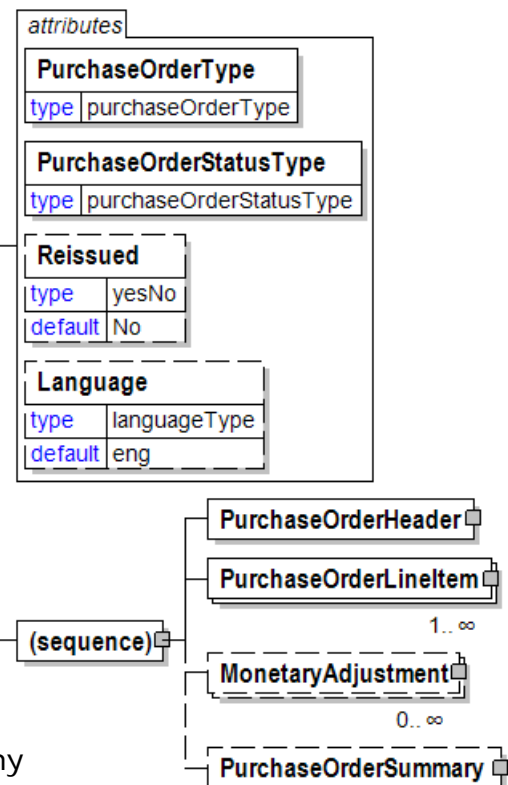 attributes
PurchaseOrderType
type purchaseOrderType
PurchaseOrderStatusType
type purchaseOrderStatusType
Reissued
type yesNo
default No
Language
type languageType
default eng
PurchaseOrderHeader
PurchaseOrderLineItem
1.. ∞
(sequence)
MonetaryAdjustment
0.. ∞
PurchaseOrderSummary